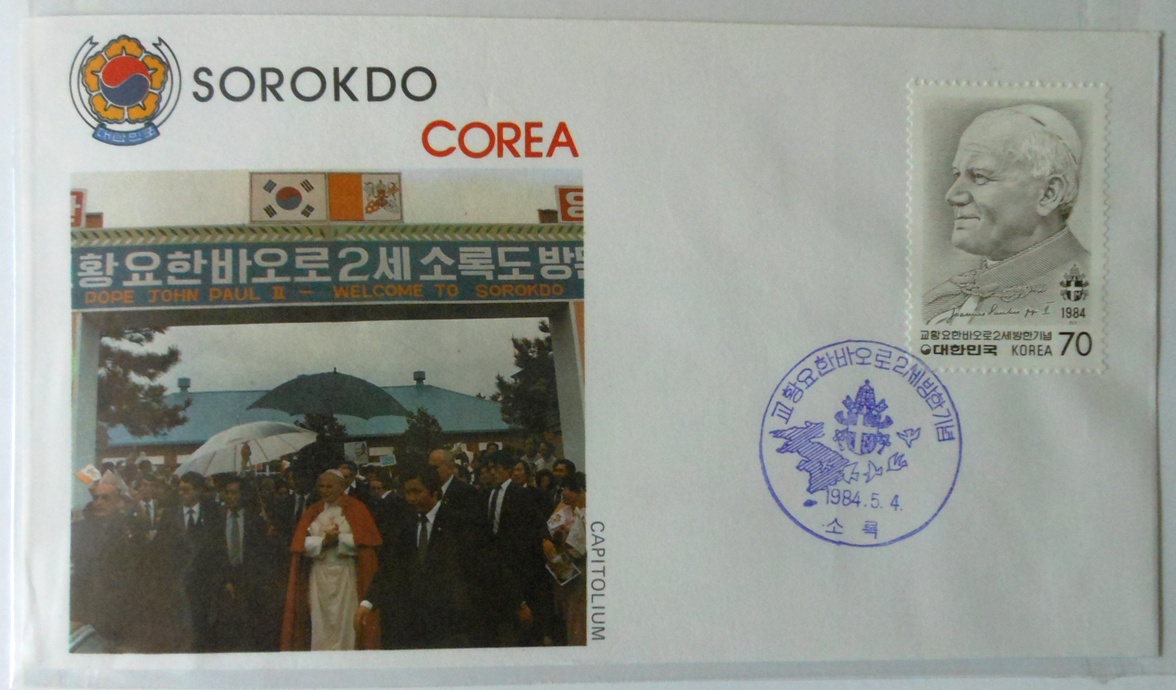 대한민국
SOROKDO
COREA
황요한바오로2세 소록도방문
POPE JOHN PAUL II — WELCOME TO SOROKDO
CAPITOLIUM
1984
교황요한바오로2세방한기념
대한민국 KOREA 70
교황요한바오로2세방한기념
1984.5.4.
소록